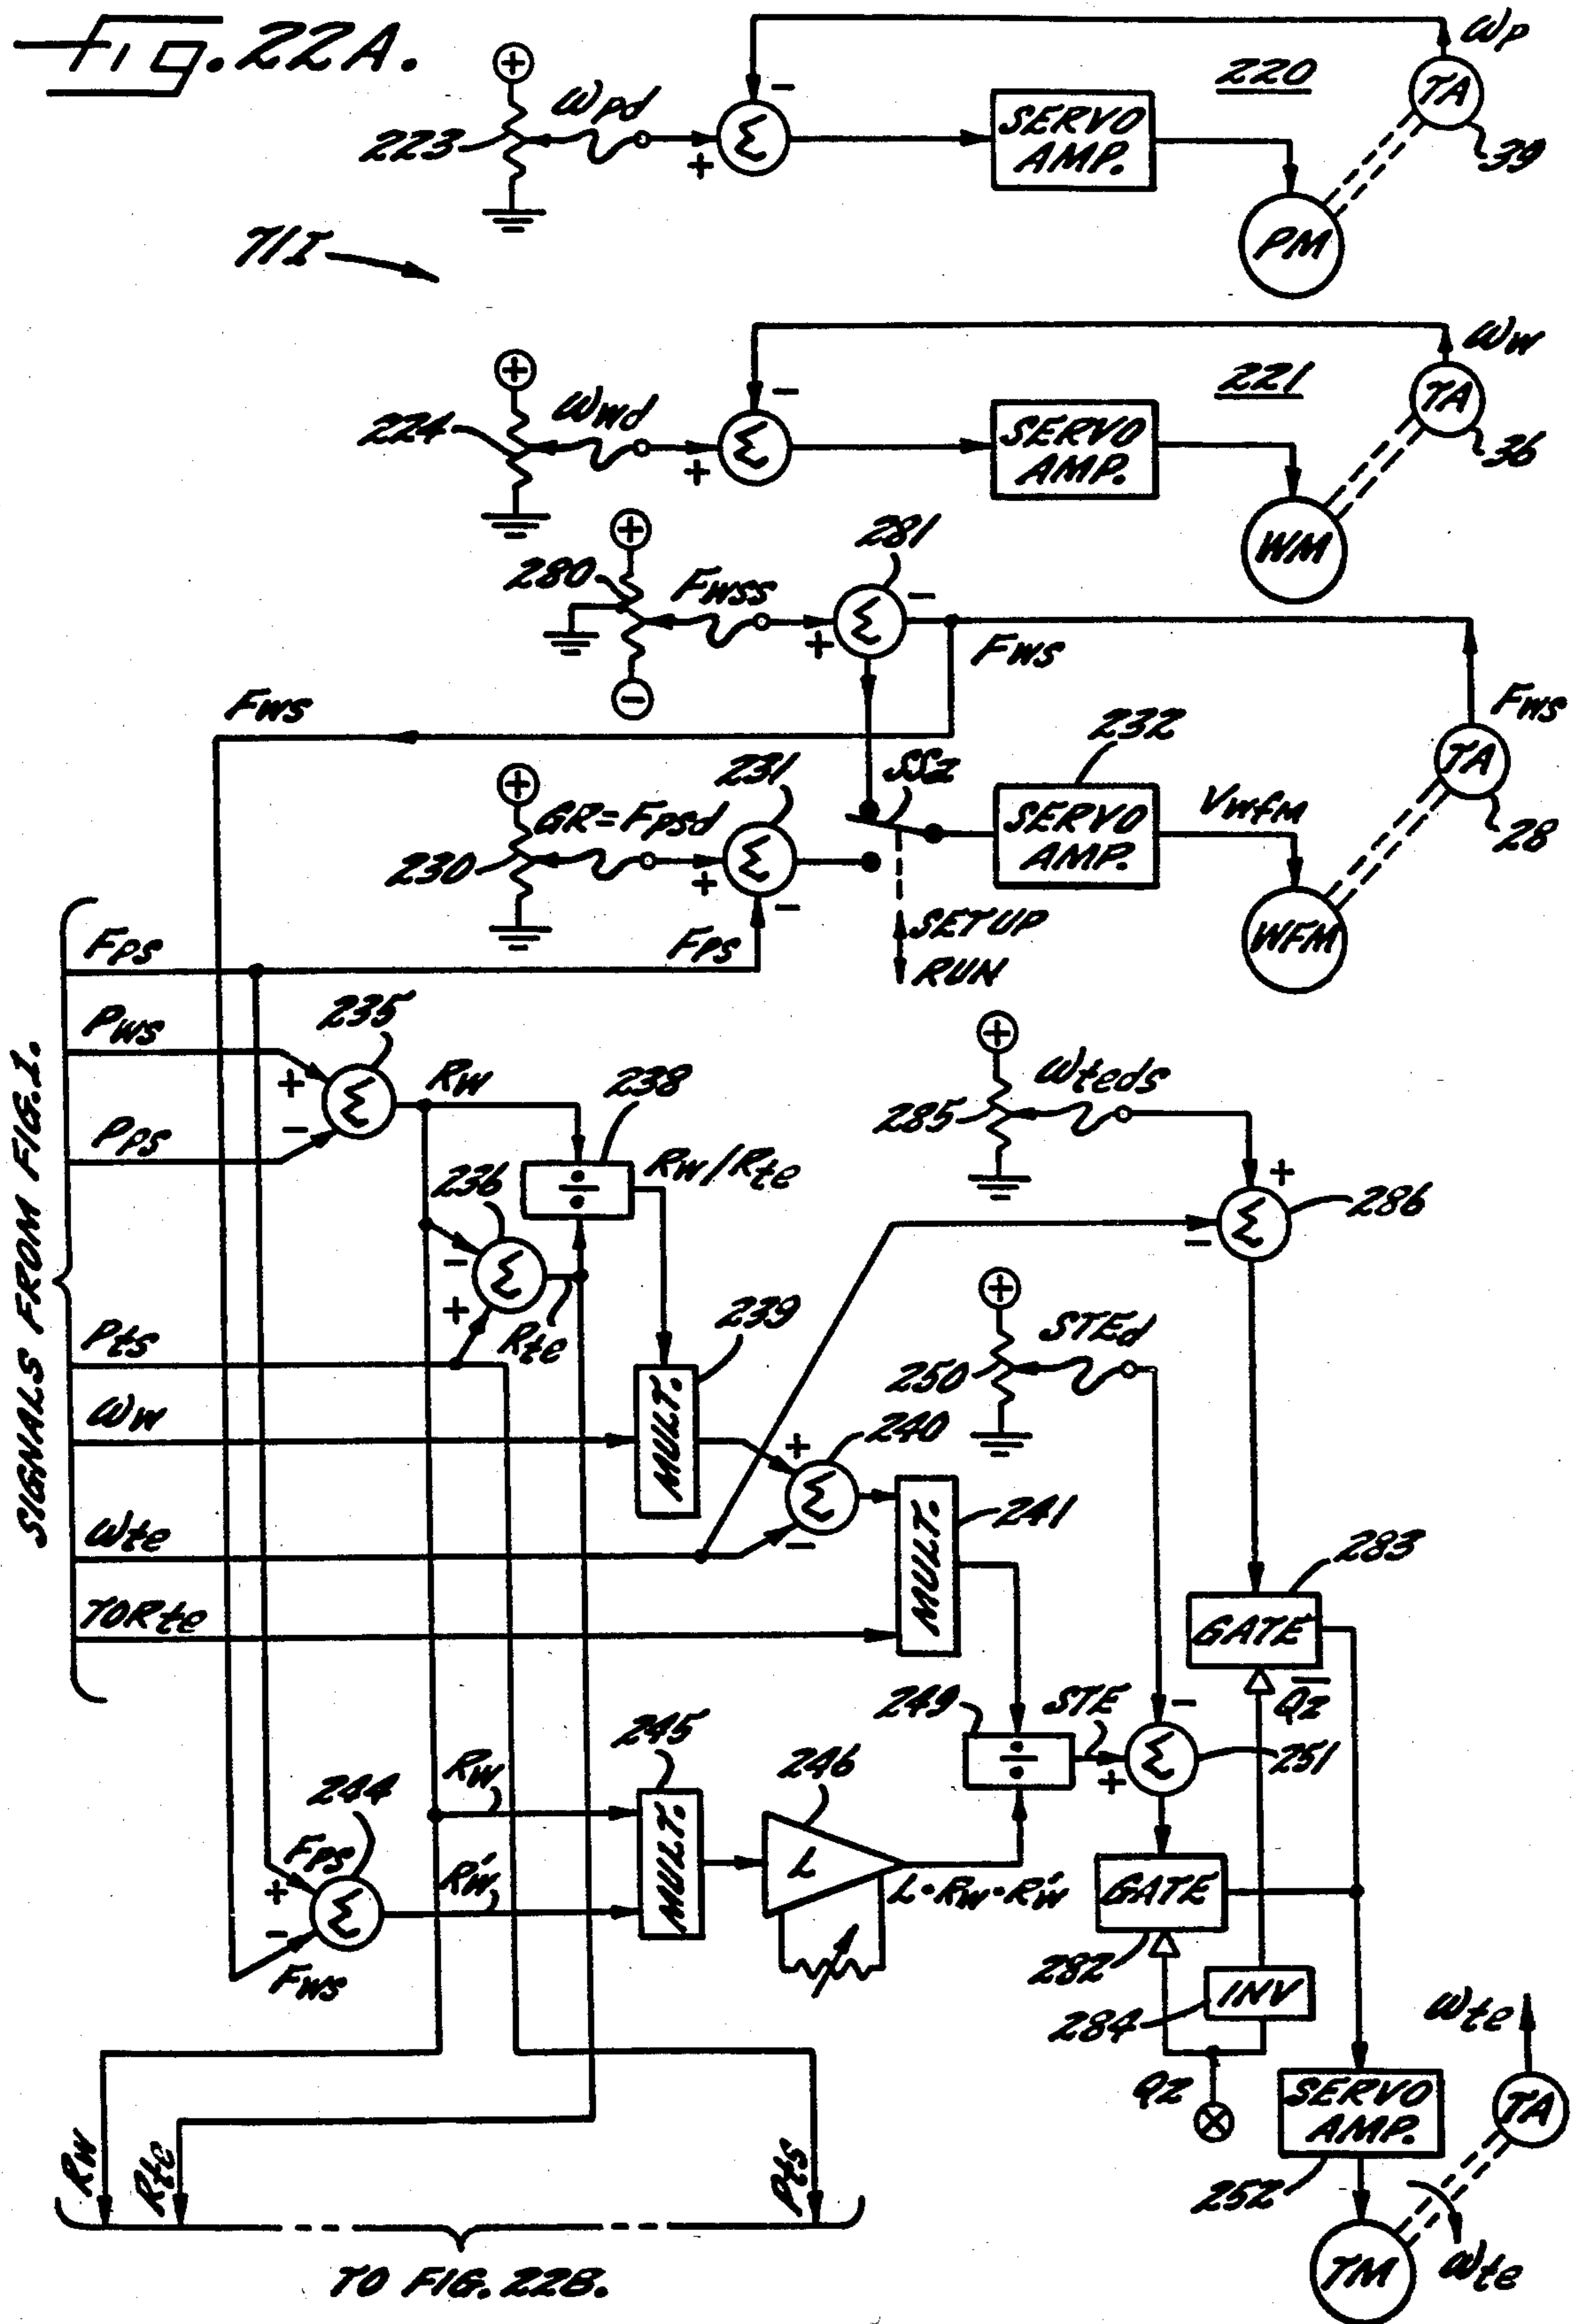 Fig. 22A.
ωp
220
TA
39
⊕
ωpd
223
−
Σ
+
SERVO
AMP.
PM
71I
ωw
221
TA
36
⊕
ωwd
224
−
Σ
+
SERVO
AMP.
WM
⊕
280
Fwss
281
Σ
−
+
⊖
Fws
Fws
Fws
TA
28
232
SSz
SERVO
AMP.
VwfM
WFM
⊕
GR=Fpsd
230
231
Σ
+
−
SETUP
RUN
SIGNALS FROM FIG.1.
Fps
Fps
Pws
Pps
235
+
−
Σ
Rw
238
÷
Rw/Rte
236
−
+
Σ
Rte
Pts
ωw
ωte
TORte
239
MULT.
240
+
−
Σ
241
MULT.
⊕
ωteds
285
+
−
Σ
286
⊕
STEd
250
283
GATE
Q̅z̅
249
÷
STE
−
+
Σ
251
244
Fps
+
−
Σ
Fws
Rw
R'w
245
MULT.
246
L
L·Rw·R'w
GATE
282
INV
284
Qz
⊗
SERVO
AMP.
252
ωte
TA
TM
ωte
Rw
Rte
Pts
TO FIG. 22B.